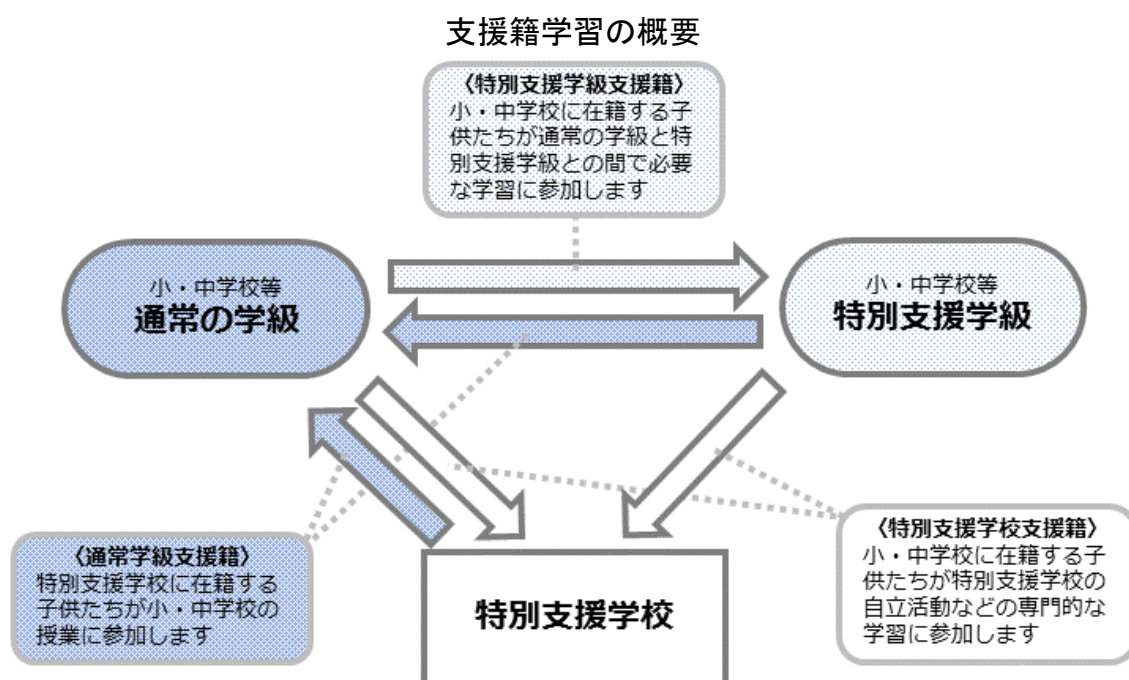 支援籍学習の概要
〈特別支援学級支援籍〉
小・中学校に在籍する子
供たちが通常の学級と特
別支援学級との間で必要
な学習に参加します
小・中学校等
通常の学級
小・中学校等
特別支援学級
〈通常学級支援籍〉
特別支援学校に在籍する
子供たちが小・中学校の
授業に参加します
特別支援学校
〈特別支援学校支援籍〉
小・中学校に在籍する子
供たちが特別支援学校の
自立活動などの専門的な
学習に参加します